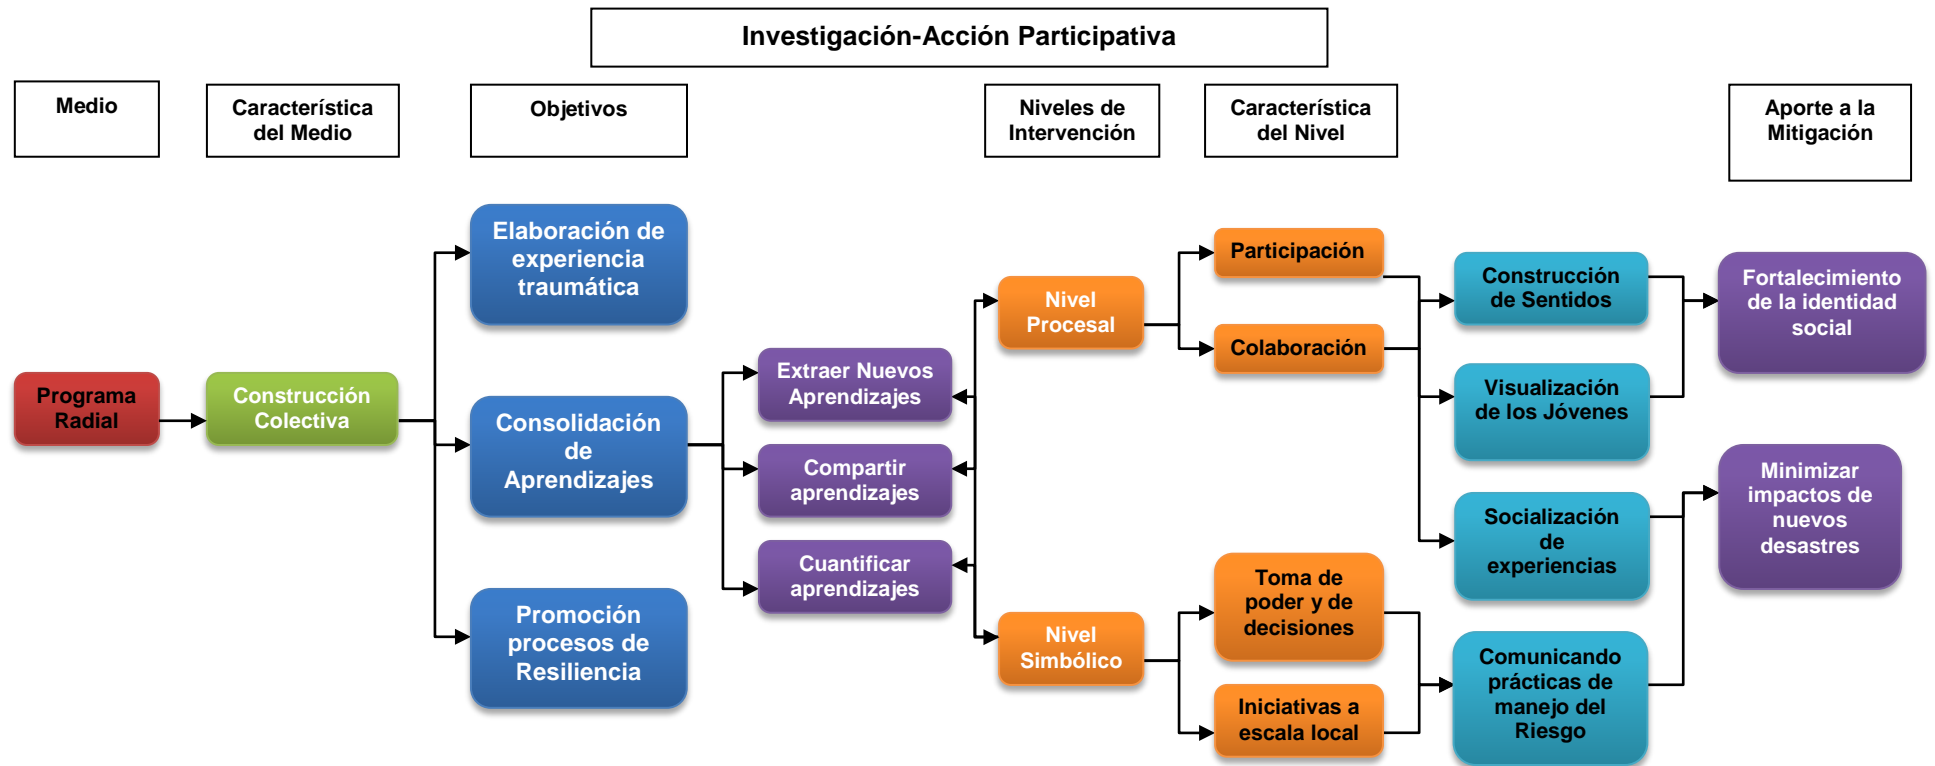 Investigación-Acción Participativa
Medio
Característica
del Medio
Objetivos
Niveles de
Intervención
Característica
del Nivel
Aporte a la
Mitigación
Programa
Radial
Construcción
Colectiva
Elaboración de
experiencia
traumática
Consolidación
de
Aprendizajes
Promoción
procesos de
Resiliencia
Extraer Nuevos
Aprendizajes
Compartir
aprendizajes
Cuantificar
aprendizajes
Nivel
Procesal
Nivel
Simbólico
Participación
Colaboración
Toma de
poder y de
decisiones
Iniciativas a
escala local
Construcción
de Sentidos
Visualización
de los Jóvenes
Socialización
de
experiencias
Comunicando
prácticas de
manejo del
Riesgo
Fortalecimiento
de la identidad
social
Minimizar
impactos de
nuevos
desastres